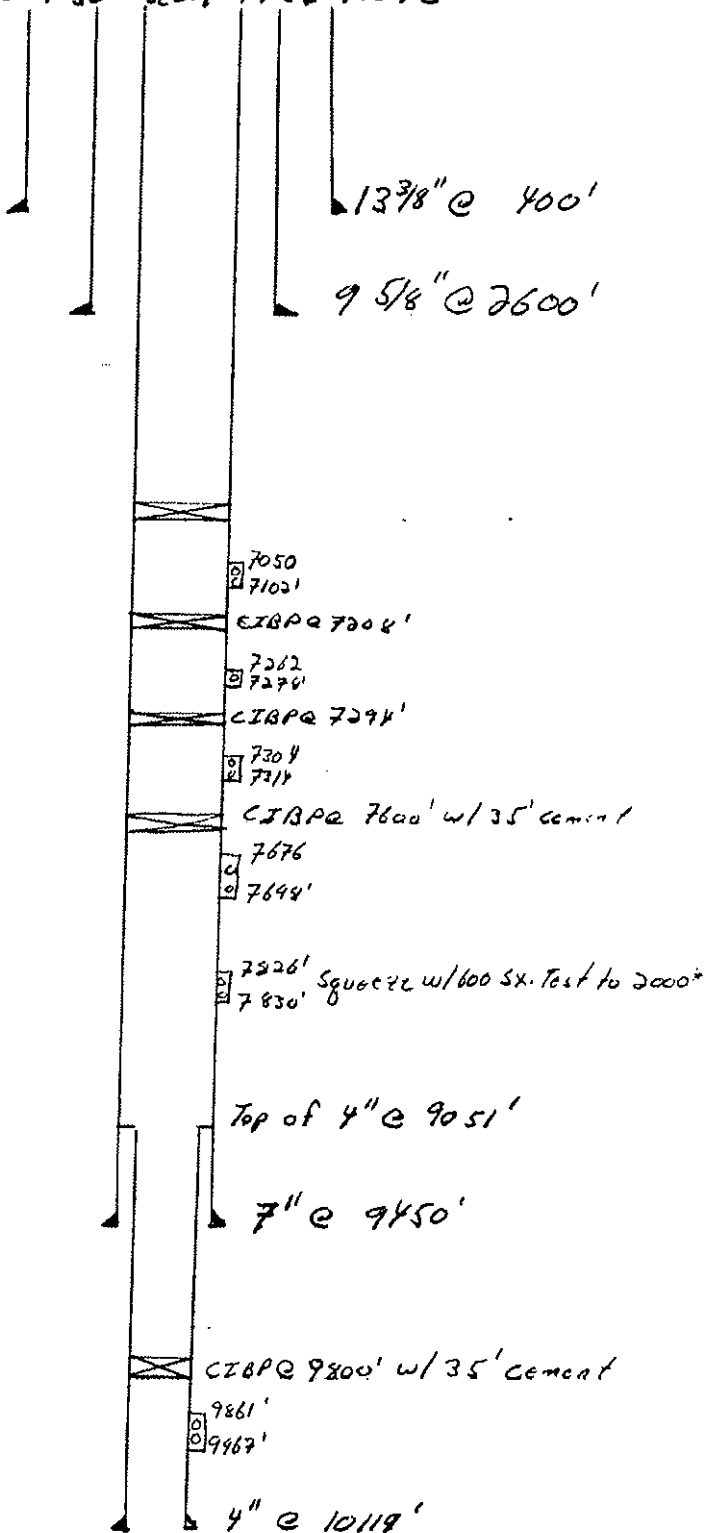 13 3/8" @ 400'
9 5/8" @ 2600'
7050
7102'
CIBP@ 7208'
7262
7278'
CIBP@ 7294'
7304
7314
CIBP@ 7600' w/ 35' cement
7676
7698'
7826' Squeeze w/600 sx. Test to 2000#
7830'
Top of 4" @ 9051'
7" @ 9450'
CIBP@ 9800' w/ 35' cement
9861'
9967'
4" @ 10119'